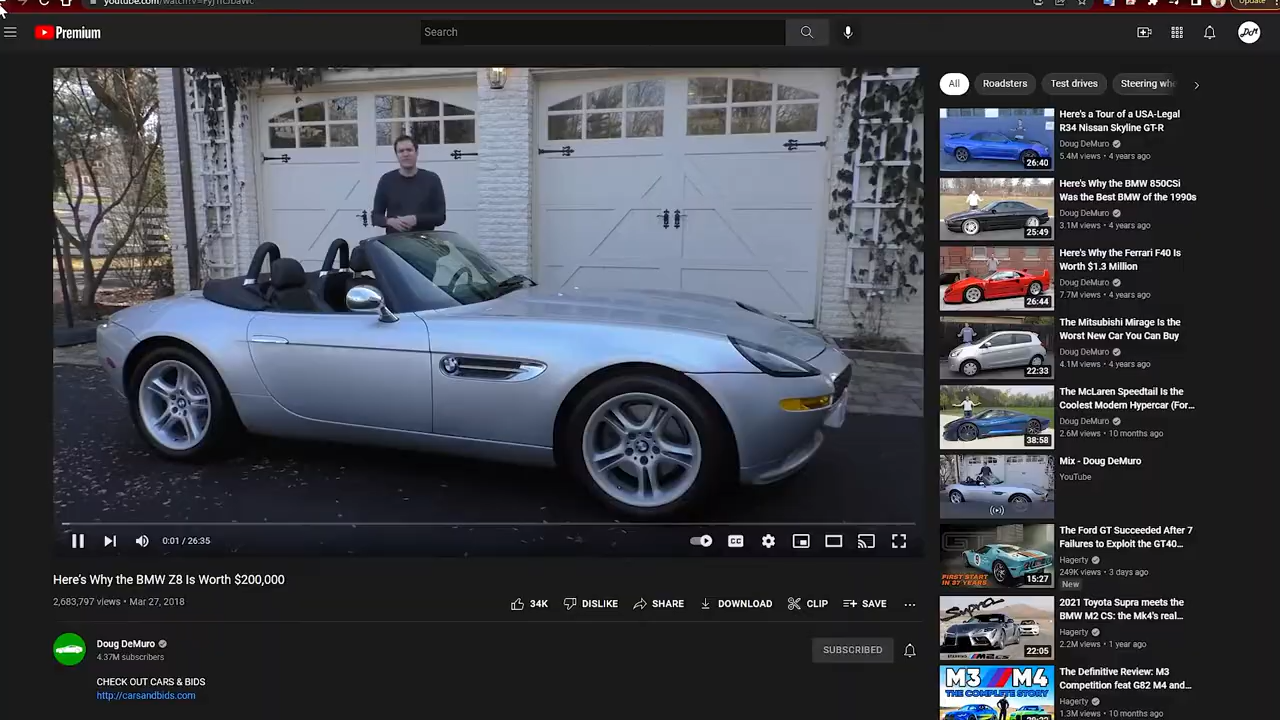 Premium
Search
All
Roadsters
Test drives
Steering
Here's a Tour of a USA-Legal
R34 Nissan Skyline GT-R
Doug DeMuro
5.4M views • 4 years ago
26:40
Here's Why the BMW 850CSi
Was the Best BMW of the 1990s
Doug DeMuro
3.1M views • 4 years ago
25:49
Here's Why the Ferrari F40 Is
Worth $1.3 Million
Doug DeMuro
7.7M views • 4 years ago
26:44
The Mitsubishi Mirage Is the
Worst New Car You Can Buy
Doug DeMuro
4.1M views • 4 years ago
22:33
The McLaren Speedtail Is the
Coolest Modern Hypercar (For...
Doug DeMuro
2.6M views • 10 months ago
38:58
Mix - Doug DeMuro
YouTube
The Ford GT Succeeded After 7
Failures to Exploit the GT40...
Hagerty
249K views • 3 days ago
New
FIRST START
IN 37 YEARS
15:27
2021 Toyota Supra meets the
BMW M2 CS: the Mk4's real...
Hagerty
2.2M views • 1 year ago
Supra
22:05
The Definitive Review: M3
Competition feat G82 M4 and...
Hagerty
1.3M views • 10 months ago
M3 M4
THE COMPLETE STORY
0:01 / 26:35
CC
Here's Why the BMW Z8 Is Worth $200,000
2,683,797 views • Mar 27, 2018
34K
DISLIKE
SHARE
DOWNLOAD
CLIP
SAVE
Doug DeMuro
4.37M subscribers
SUBSCRIBED
CHECK OUT CARS & BIDS
http://carsandbids.com